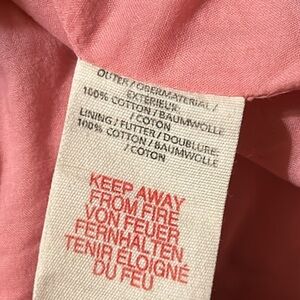 OUTER / OBERMATERIAL /
EXTERIEUR:
100% COTTON / BAUMWOLLE
/ COTON
LINING / FUTTER / DOUBLURE:
100% COTTON / BAUMWOLLE
/ COTON
KEEP AWAY
FROM FIRE
VON FEUER
FERNHALTEN
TENIR ÉLOIGNÉ
DU FEU